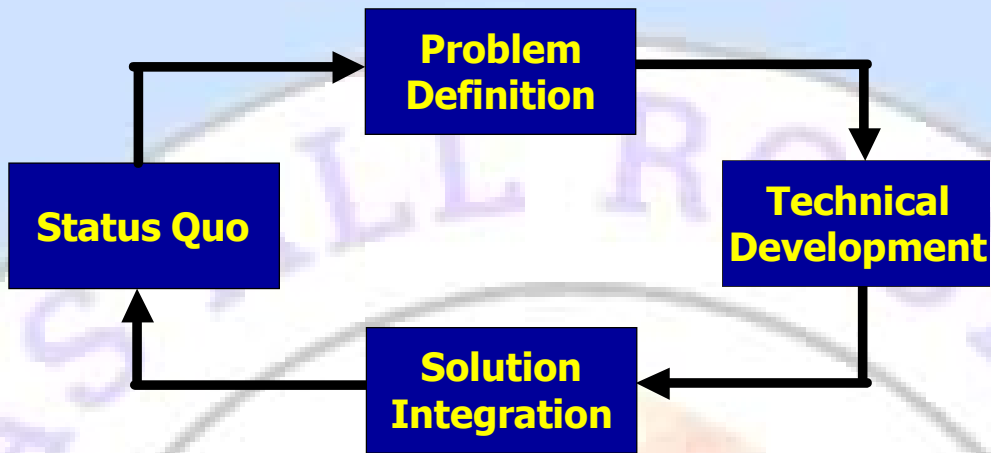 Problem
Definition
Status Quo
Technical
Development
Solution
Integration